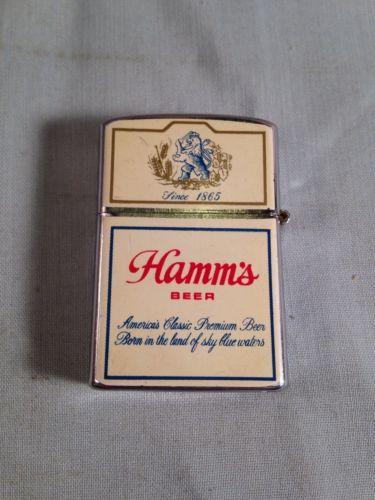 Since 1865
Hamm's
BEER
America's Classic Premium Beer
Born in the land of sky blue waters